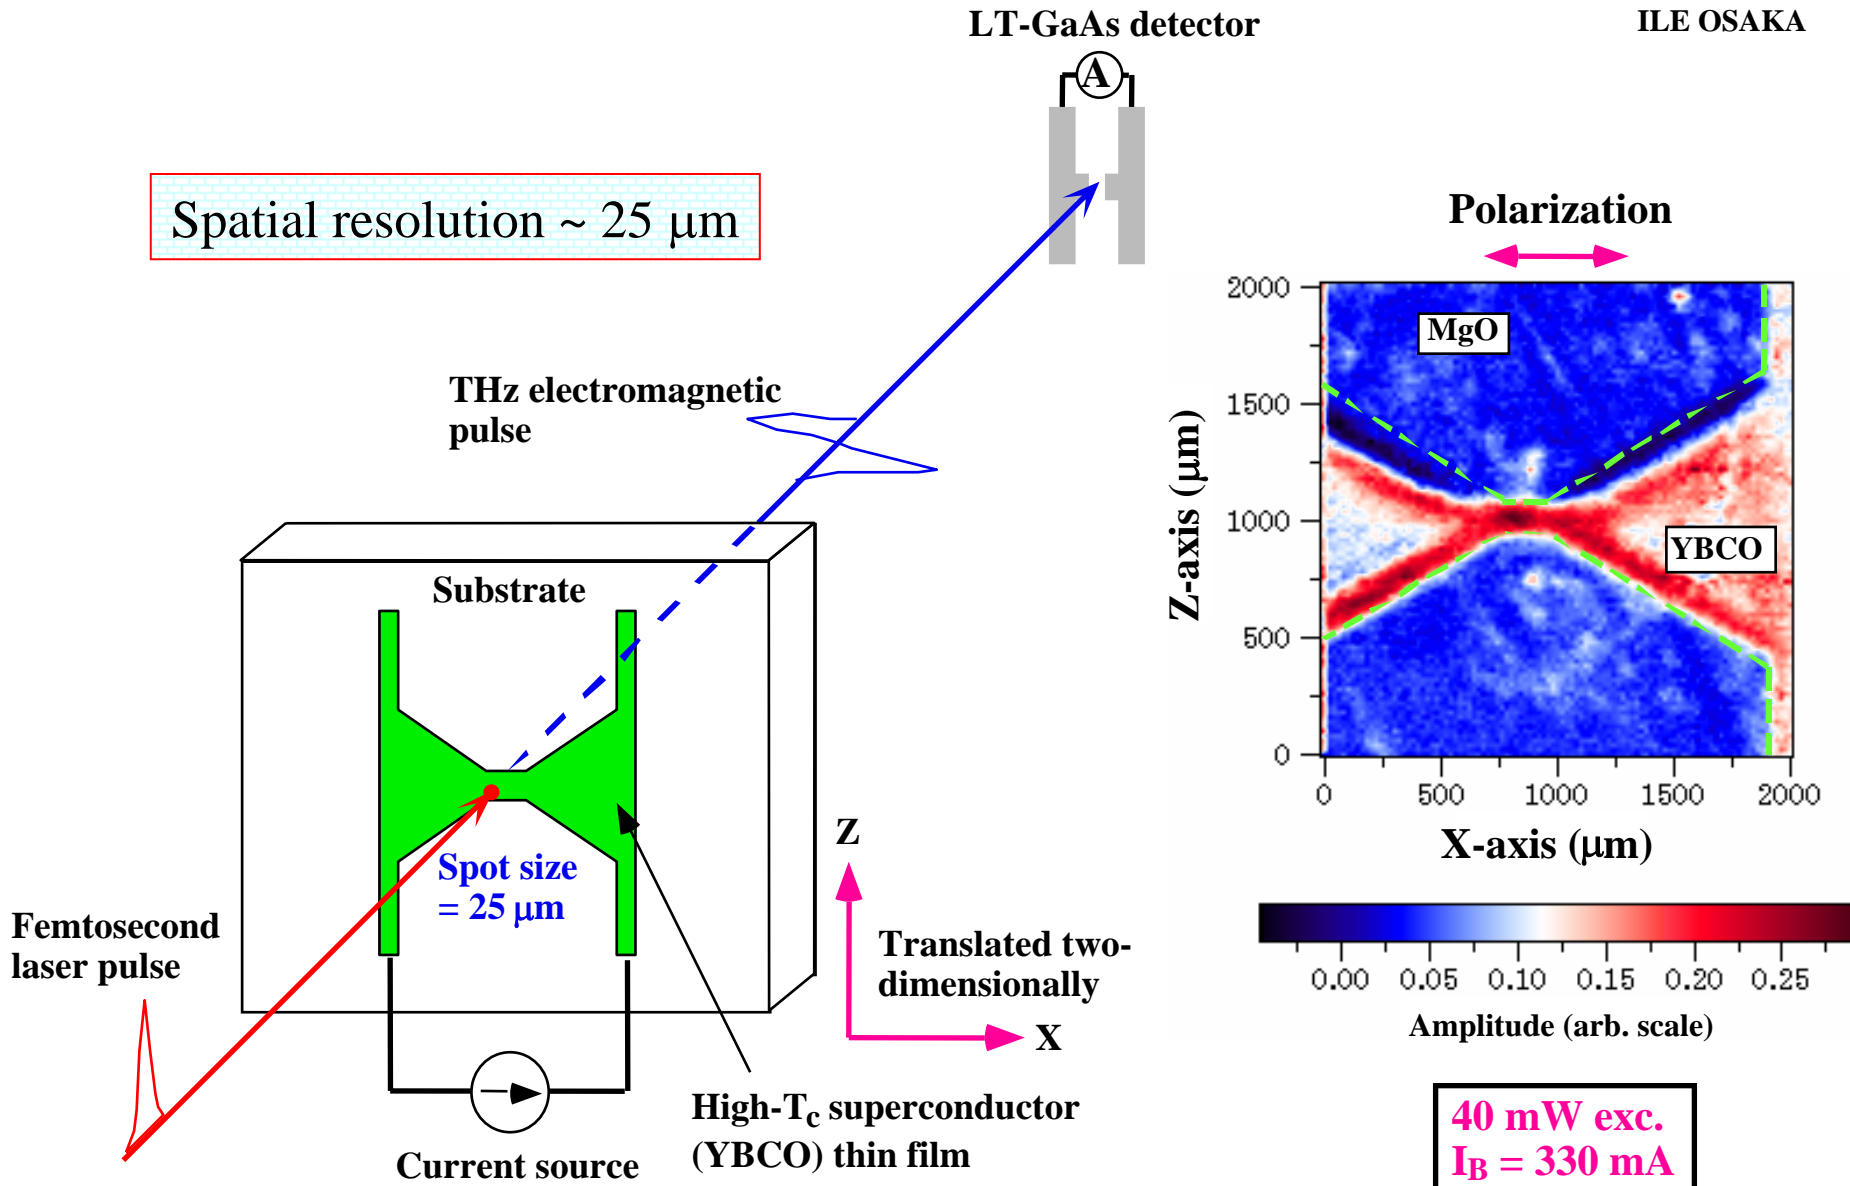 LT-GaAs detector
ILE OSAKA
A
Spatial resolution ~ 25 μm
Polarization
THz electromagnetic
pulse
Substrate
Spot size
= 25 μm
Femtosecond
laser pulse
Z
Translated two-
dimensionally
X
High-Tc superconductor
(YBCO) thin film
Current source
2000
1500
1000
500
0
Z-axis (μm)
MgO
YBCO
0 500 1000 1500 2000
X-axis (μm)
0.00 0.05 0.10 0.15 0.20 0.25
Amplitude (arb. scale)
40 mW exc.
IB = 330 mA